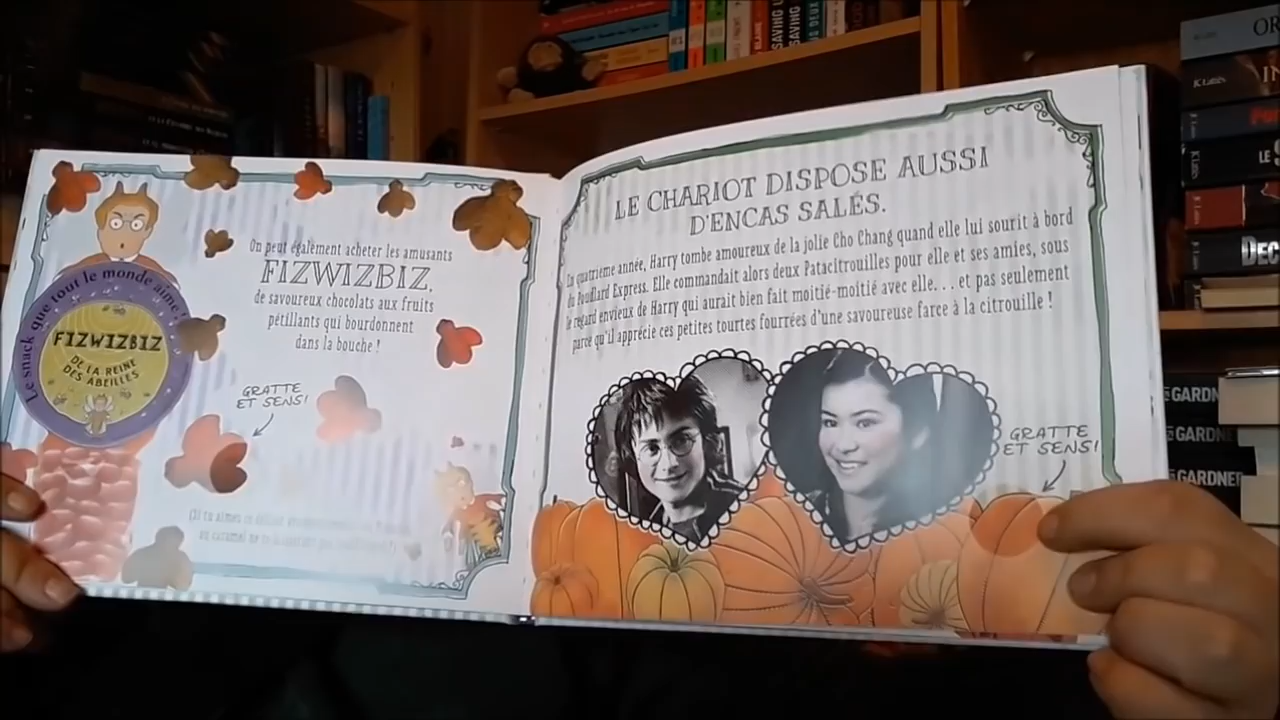 On peut également acheter les amusants
FIZWIZBIZ,
de savoureux chocolats aux fruits
pétillants qui bourdonnent
dans la bouche !
Le snack que tout le monde aime !
FIZWIZBIZ
DE LA REINE
DES ABEILLES
GRATTE
ET SENS!
LE CHARIOT DISPOSE AUSSI
D'ENCAS SALÉS.
En quatrième année, Harry tombe amoureux de la jolie Cho Chang quand elle lui sourit à bord
du Poudlard Express. Elle commandait alors deux Patacitrouilles pour elle et ses amies, sous
le regard envieux de Harry qui aurait bien fait moitié-moitié avec elle... et pas seulement
parce qu'il apprécie ces petites tourtes fourrées d'une savoureuse farce à la citrouille !
GRATTE
ET SENS!
GARDNER
GARDNER
GARDNER